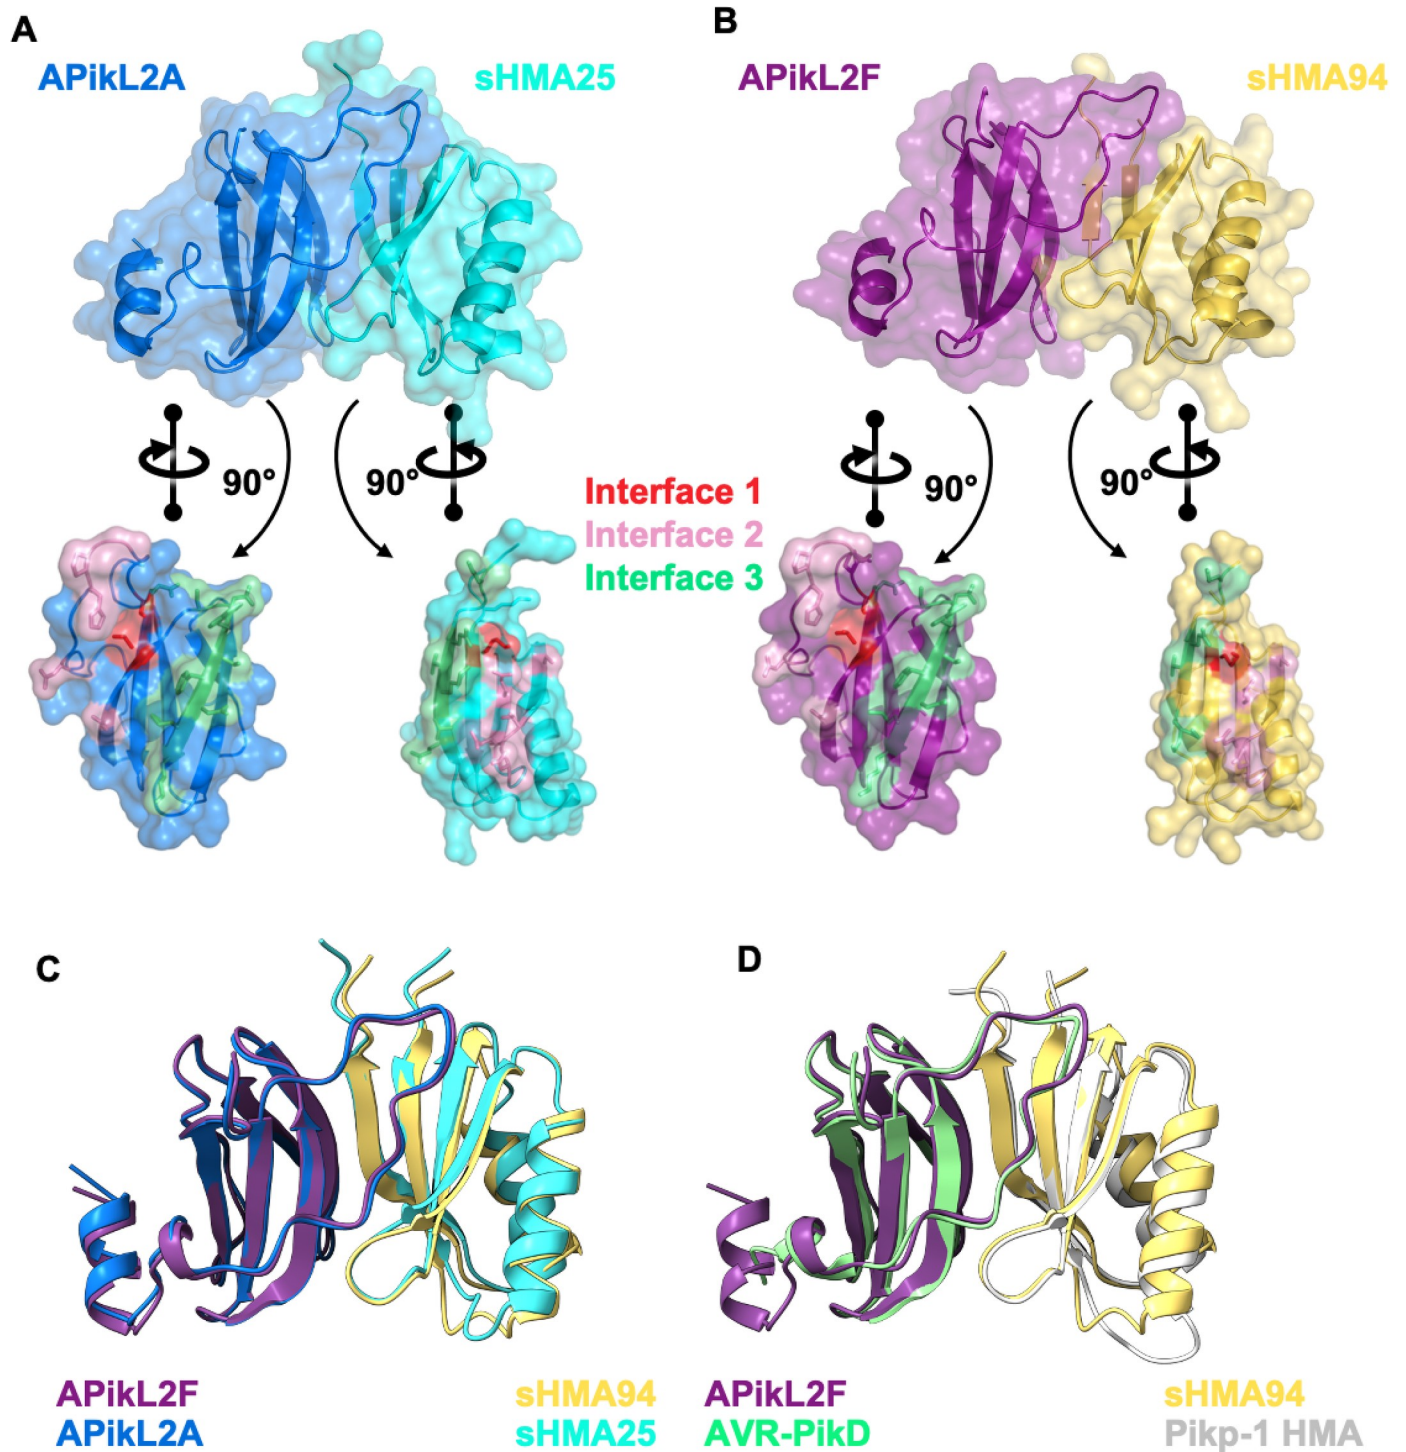 A
B
APikL2A
sHMA25
APikL2F
sHMA94
90°
90°
90°
90°
Interface 1
Interface 2
Interface 3
C
D
APikL2F
sHMA94
APikL2F
sHMA94
APikL2A
sHMA25
AVR-PikD
Pikp-1 HMA